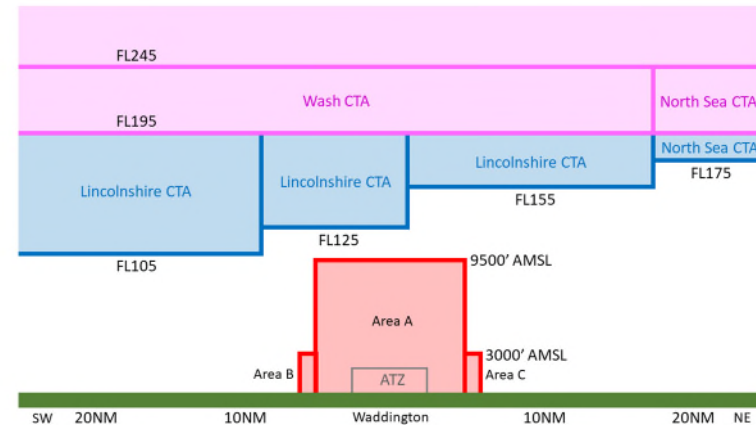 FL245
Wash CTA
North Sea CTA
FL195
Lincolnshire CTA
Lincolnshire CTA
Lincolnshire CTA
North Sea CTA
FL175
FL155
FL125
FL105
9500' AMSL
Area A
3000' AMSL
Area B
ATZ
Area C
SW 20NM 10NM Waddington 10NM 20NM NE